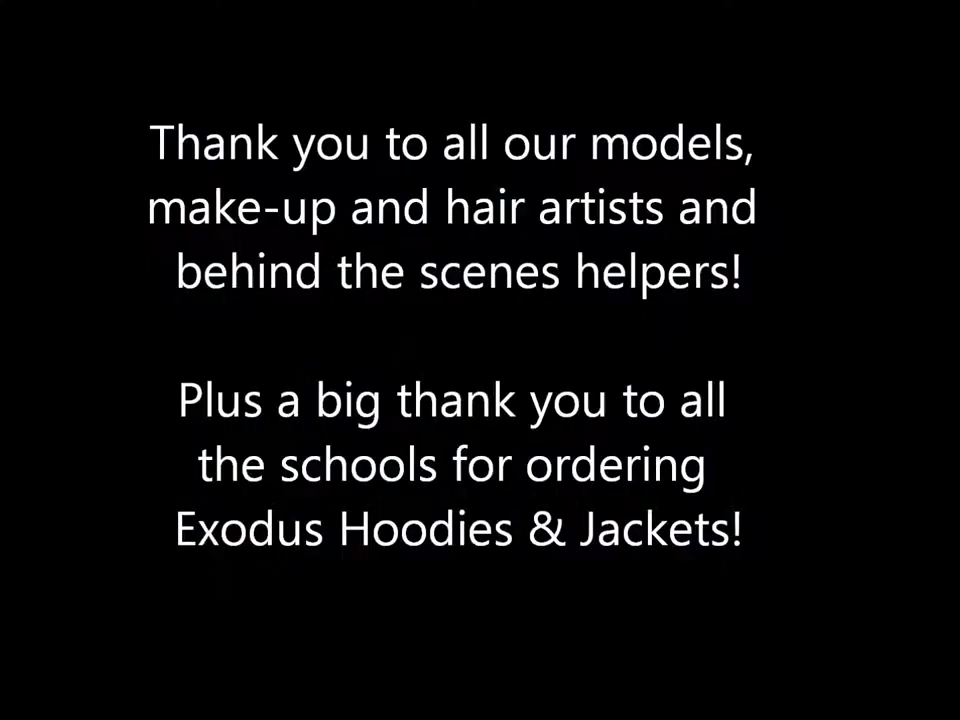 Thank you to all our models,
make-up and hair artists and
behind the scenes helpers!
Plus a big thank you to all
the schools for ordering
Exodus Hoodies & Jackets!